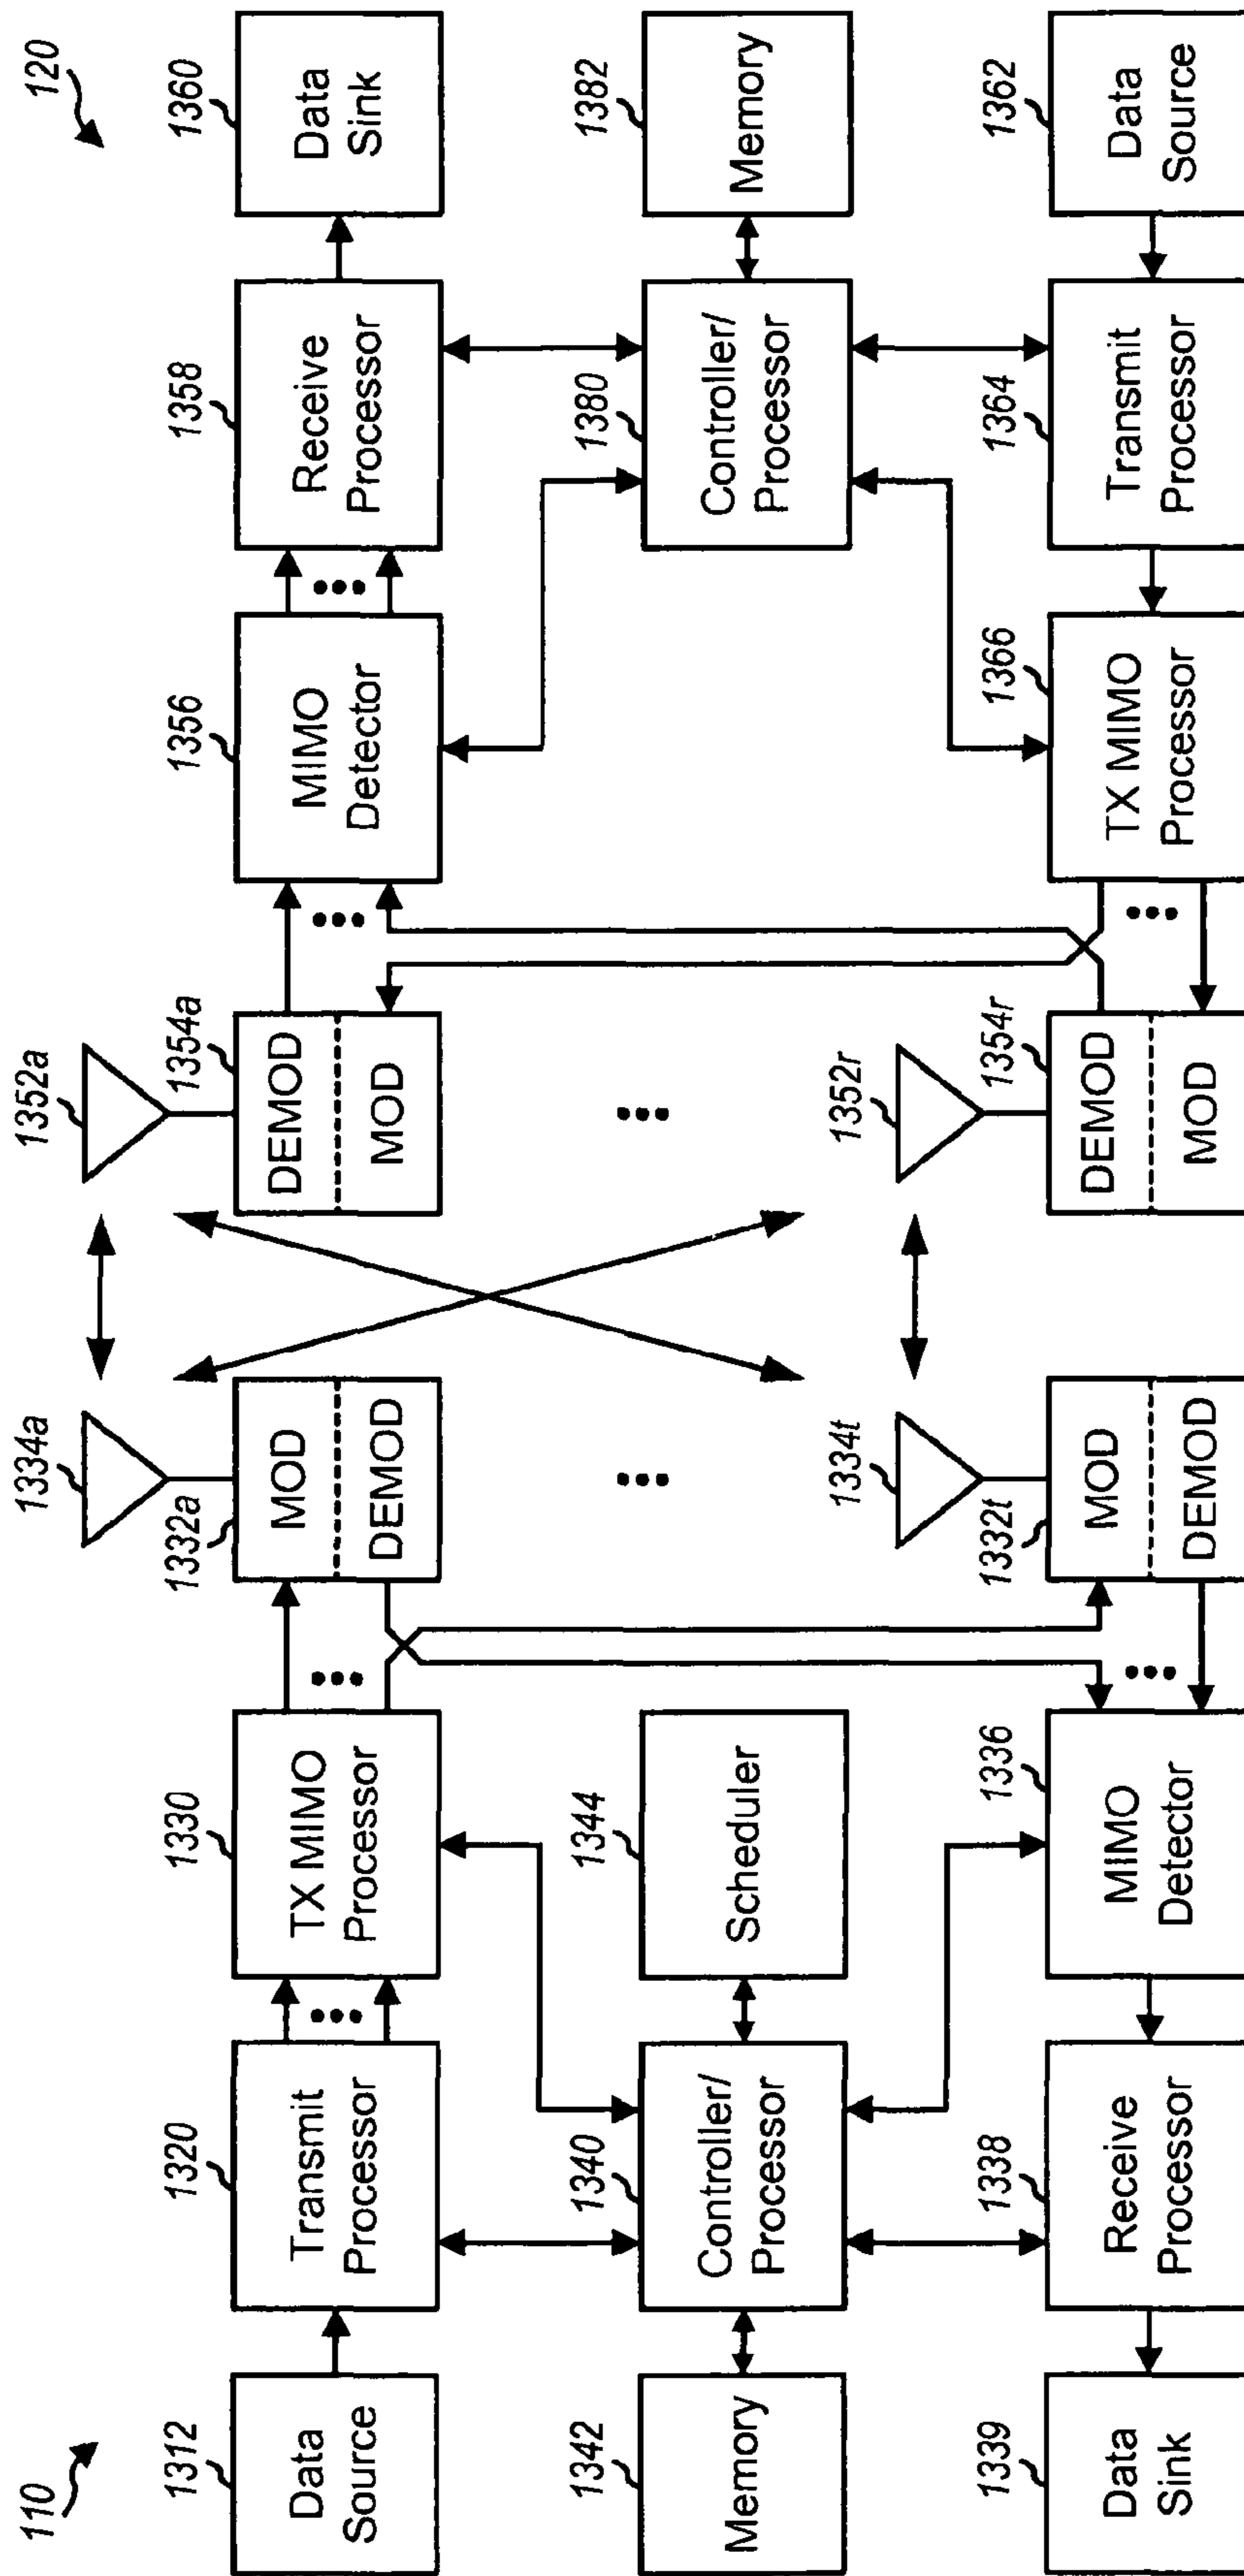 110
120
1334a
1352a
1312
1320
1330
1332a
1354a
1356
1358
1360
Data
Source
Transmit
Processor
TX MIMO
Processor
MOD
DEMOD
DEMOD
MOD
MIMO
Detector
Receive
Processor
Data
Sink
1342
1340
1344
1380
1382
Memory
Controller/
Processor
Scheduler
Controller/
Processor
Memory
1334t
1352r
1339
1338
1336
1332t
1354r
1366
1364
1362
Data
Sink
Receive
Processor
MIMO
Detector
MOD
DEMOD
DEMOD
MOD
TX MIMO
Processor
Transmit
Processor
Data
Source